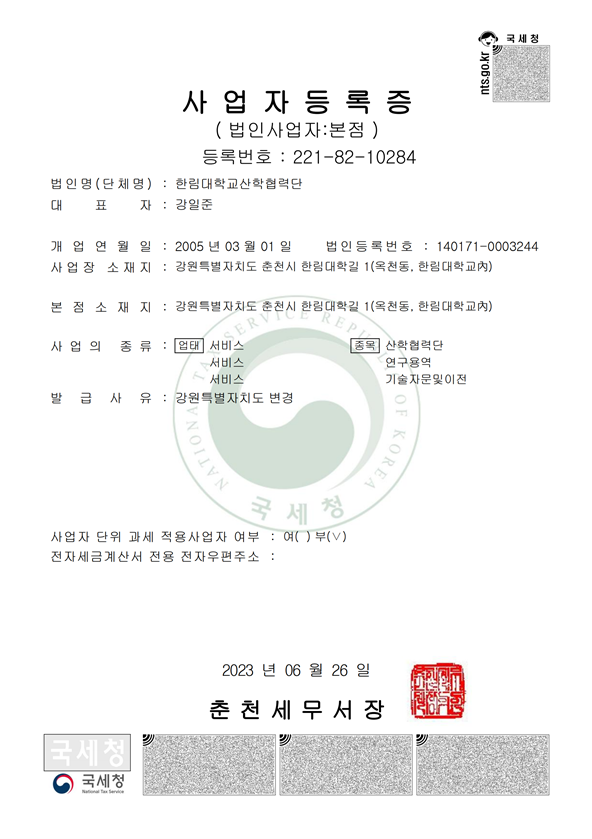 국세청
nts.go.kr
사업자등록증
( 법인사업자:본점 )
등록번호 : 221-82-10284
법인명(단체명) : 한림대학교산학협력단
대 표 자 : 강일준
개 업 연 월 일 : 2005 년 03 월 01 일 법인등록번호 : 140171-0003244
사업장 소재지 : 강원특별자치도 춘천시 한림대학길 1(옥천동, 한림대학교內)
본 점 소 재 지 : 강원특별자치도 춘천시 한림대학길 1(옥천동, 한림대학교內)
사 업 의 종 류 : 업태 서비스 종목 산학협력단
서비스 연구용역
서비스 기술자문및이전
발 급 사 유 : 강원특별자치도 변경
NATIONAL TAX SERVICE REPUBLIC OF KOREA
국세청
사업자 단위 과세 적용사업자 여부 : 여( ) 부(∨)
전자세금계산서 전용 전자우편주소 :
2023 년 06 월 26 일
춘천세무서장
국세청
국세청
National Tax Service